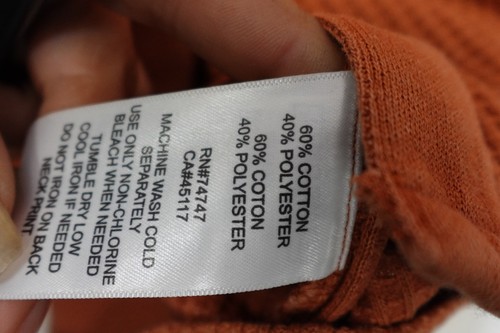 60% COTTON
40% POLYESTER
60% COTON
40% POLYESTER
RN#74747
CA#45117
MACHINE WASH COLD
SEPARATELY
USE ONLY NON-CHLORINE
BLEACH WHEN NEEDED
TUMBLE DRY LOW
COOL IRON IF NEEDED
DO NOT IRON ON BACK
NECK PRINT